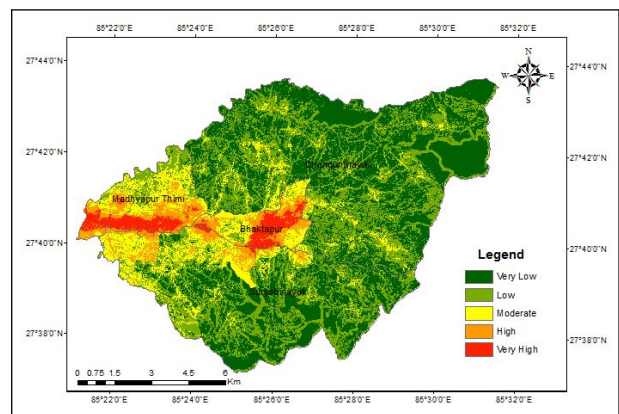 85°22'0"E 85°24'0"E 85°26'0"E 85°28'0"E 85°30'0"E 85°32'0"E
27°44'0"N
N
W E
S
27°42'0"N 27°42'0"N
Madhyapur Thimi
Bhaktapur
27°40'0"N 27°40'0"N
Legend
Very Low
Low
Moderate
High
Very High
27°38'0"N 27°38'0"N
0 0.75 1.5 3 4.5 6
Km
85°22'0"E 85°24'0"E 85°26'0"E 85°28'0"E 85°30'0"E 85°32'0"E